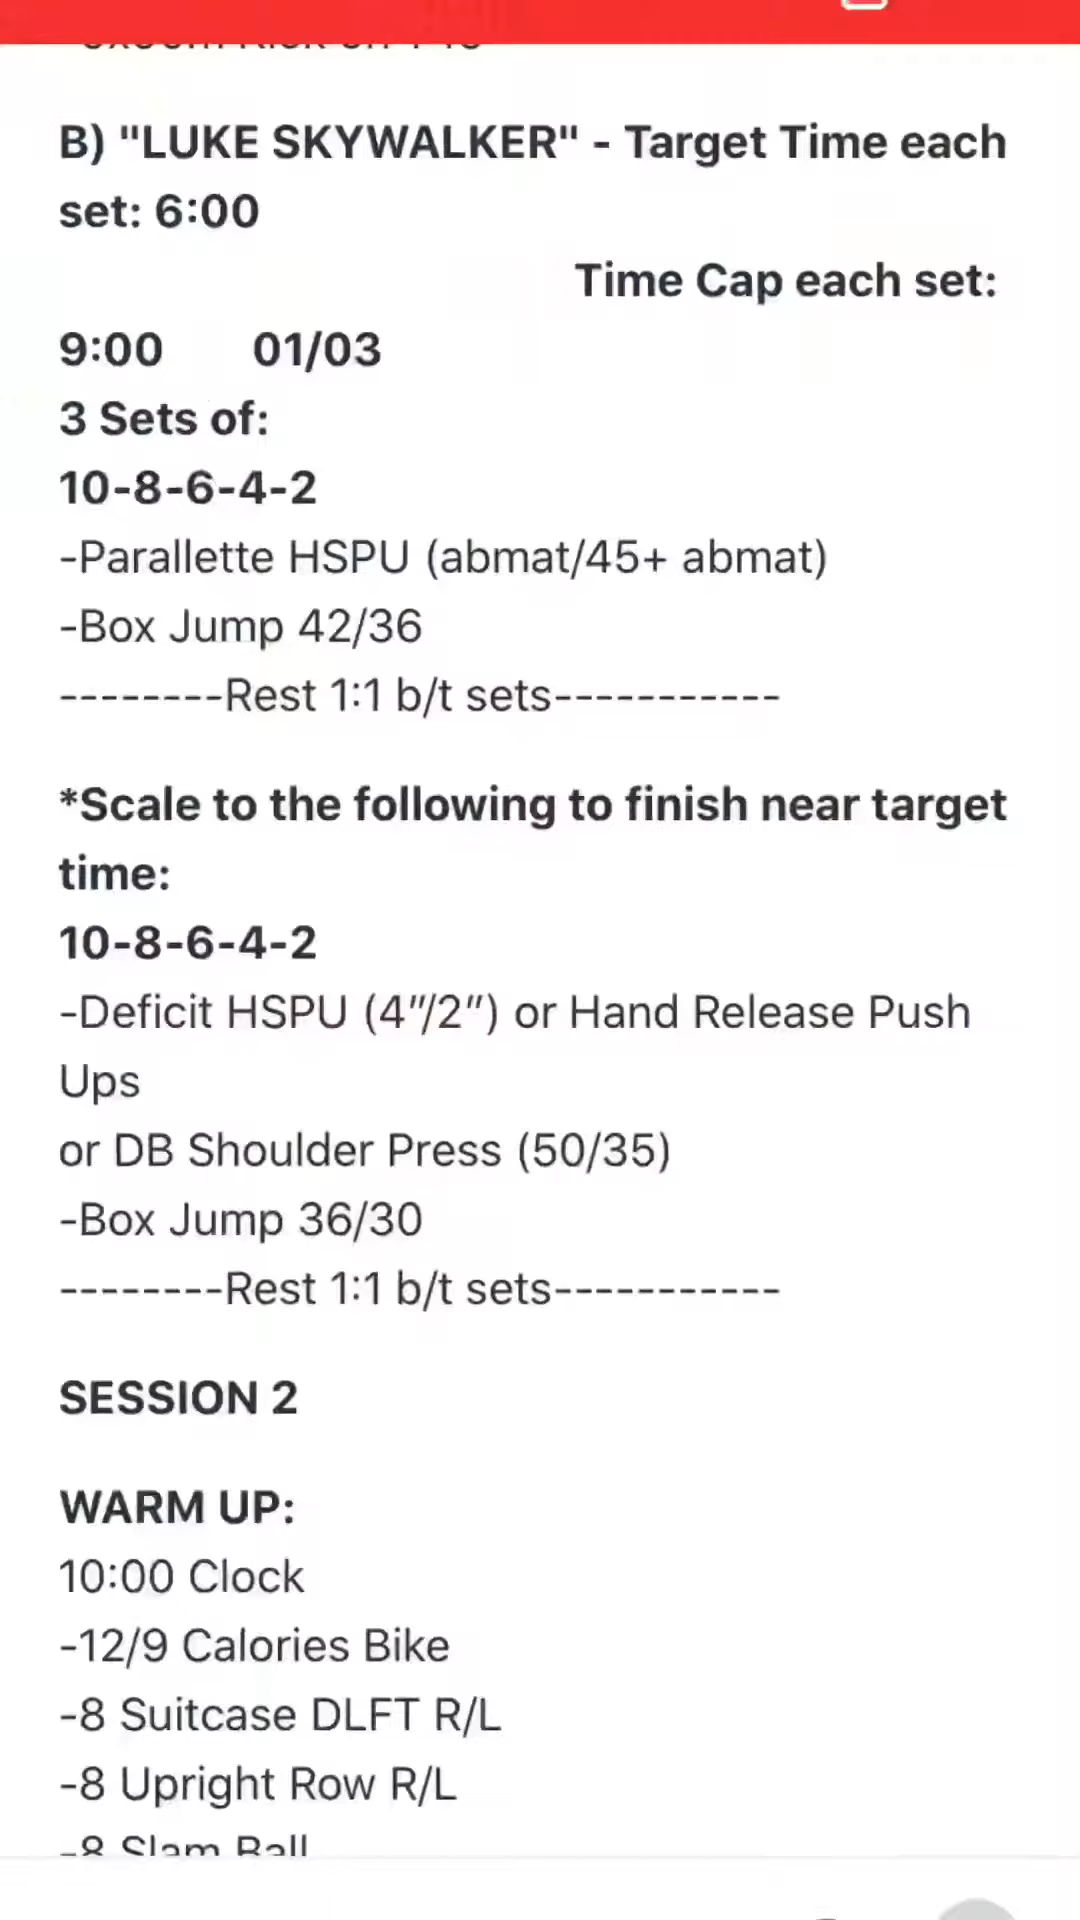 B) "LUKE SKYWALKER" - Target Time each
set: 6:00
Time Cap each set:
9:00 01/03
3 Sets of:
10-8-6-4-2
-Parallette HSPU (abmat/45+ abmat)
-Box Jump 42/36
--------Rest 1:1 b/t sets-----------
*Scale to the following to finish near target
time:
10-8-6-4-2
-Deficit HSPU (4"/2") or Hand Release Push
Ups
or DB Shoulder Press (50/35)
-Box Jump 36/30
--------Rest 1:1 b/t sets-----------
SESSION 2
WARM UP:
10:00 Clock
-12/9 Calories Bike
-8 Suitcase DLFT R/L
-8 Upright Row R/L
-8 Slam Ball